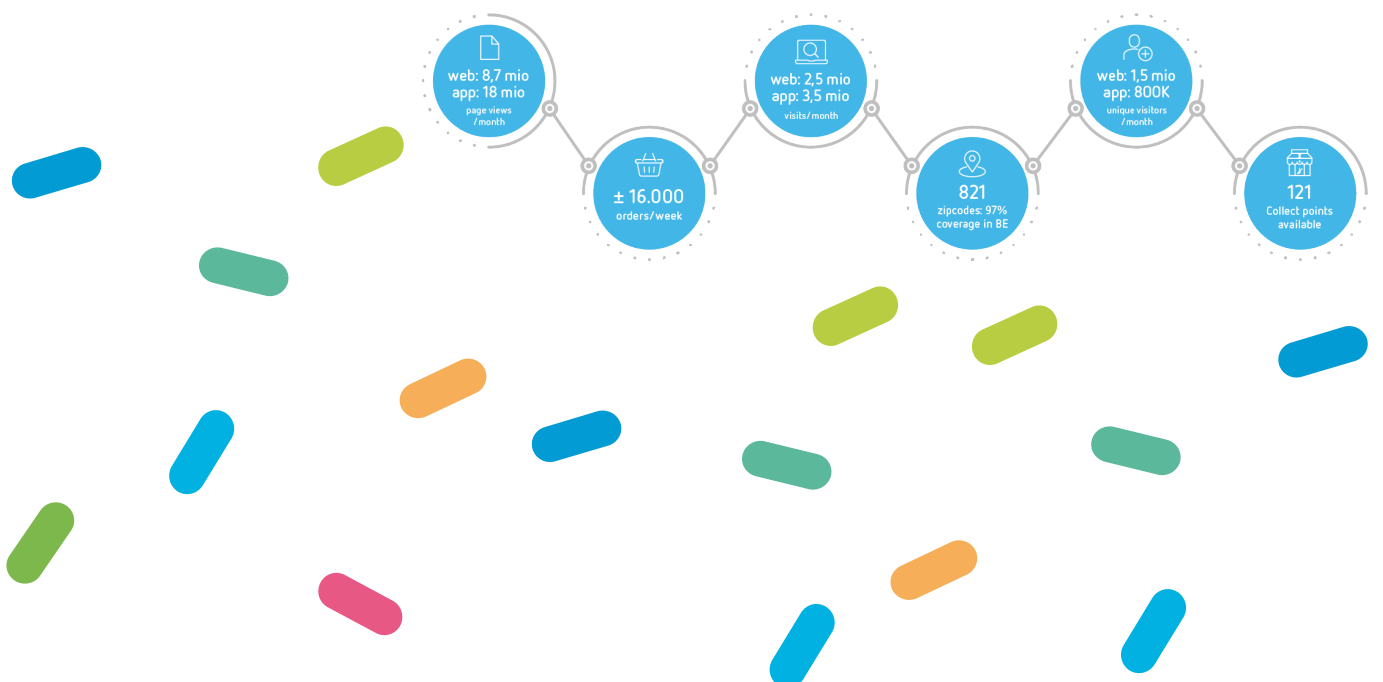 web: 8,7 mio
app: 18 mio
page views
/month
± 16.000
orders/week
web: 2,5 mio
app: 3,5 mio
visits/month
821
zipcodes: 97%
coverage in BE
web: 1,5 mio
app: 800K
unique visitors
/month
121
Collect points
available